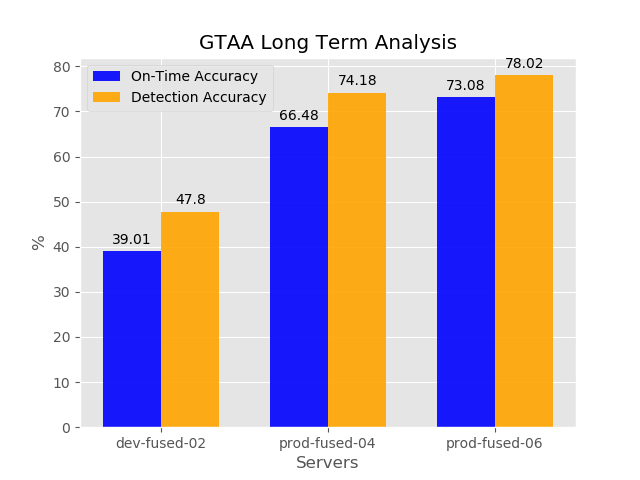 GTAA Long Term Analysis
On-Time Accuracy
Detection Accuracy
%
80
70
60
50
40
30
20
10
0
39.01
47.8
66.48
74.18
73.08
78.02
dev-fused-02
prod-fused-04
prod-fused-06
Servers